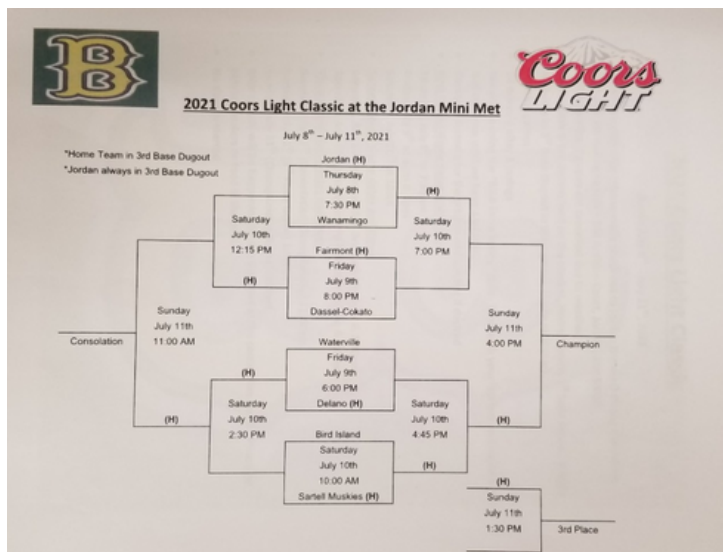 B
Coors
LIGHT
2021 Coors Light Classic at the Jordan Mini Met
July 8th – July 11th, 2021
*Home Team in 3rd Base Dugout
*Jordan always in 3rd Base Dugout
Jordan (H)
Thursday
July 8th
7:30 PM
Wanamingo
(H)
Saturday
July 10th
12:15 PM
(H)
Saturday
July 10th
7:00 PM
Fairmont (H)
Friday
July 9th
8:00 PM
Dassel-Cokato
Sunday
July 11th
11:00 AM
Consolation
(H)
Sunday
July 11th
4:00 PM
Champion
(H)
Waterville
Friday
July 9th
6:00 PM
Delano (H)
(H)
Saturday
July 10th
2:30 PM
Saturday
July 10th
4:45 PM
(H)
Bird Island
Saturday
July 10th
10:00 AM
Sartell Muskies (H)
(H)
Sunday
July 11th
1:30 PM
3rd Place